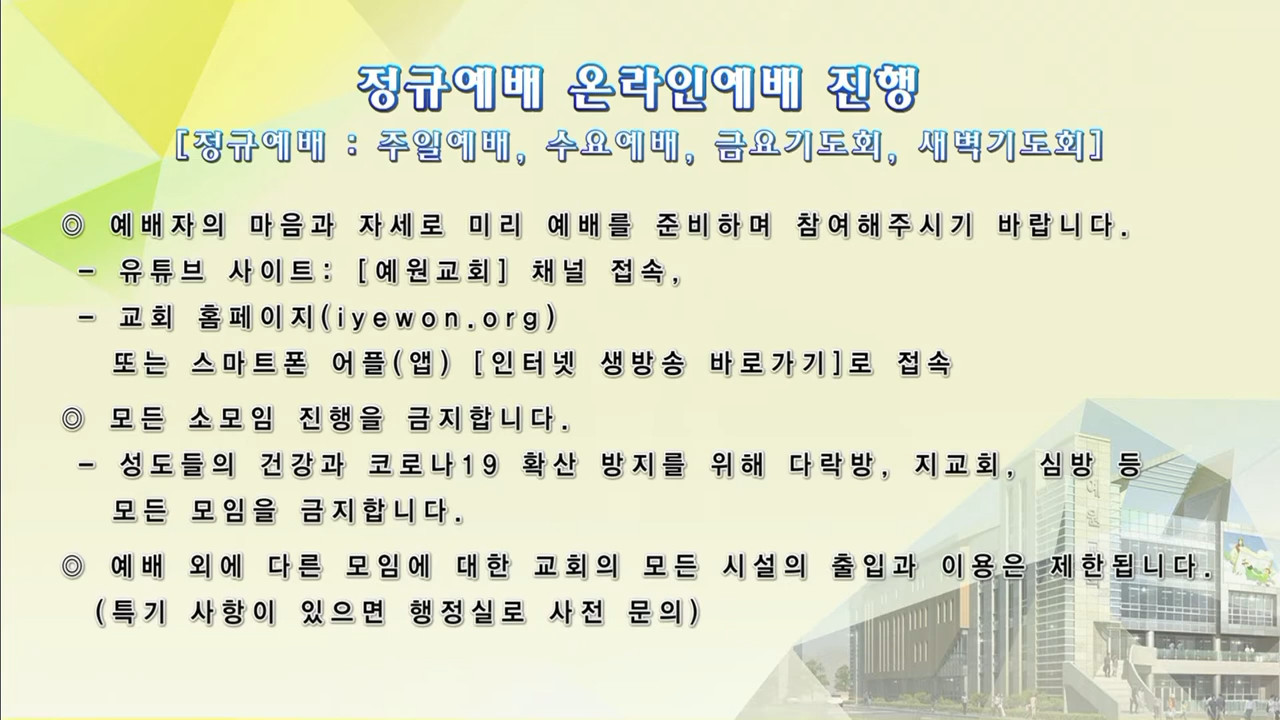 정규예배 온라인예배 진행
[정규예배 : 주일예배, 수요예배, 금요기도회, 새벽기도회]
◎ 예배자의 마음과 자세로 미리 예배를 준비하며 참여해주시기 바랍니다.
- 유튜브 사이트: [예원교회] 채널 접속,
- 교회 홈페이지(iyewon.org)
또는 스마트폰 어플(앱) [인터넷 생방송 바로가기]로 접속
◎ 모든 소모임 진행을 금지합니다.
- 성도들의 건강과 코로나19 확산 방지를 위해 다락방, 지교회, 심방 등
모든 모임을 금지합니다.
◎ 예배 외에 다른 모임에 대한 교회의 모든 시설의 출입과 이용은 제한됩니다.
(특기 사항이 있으면 행정실로 사전 문의)